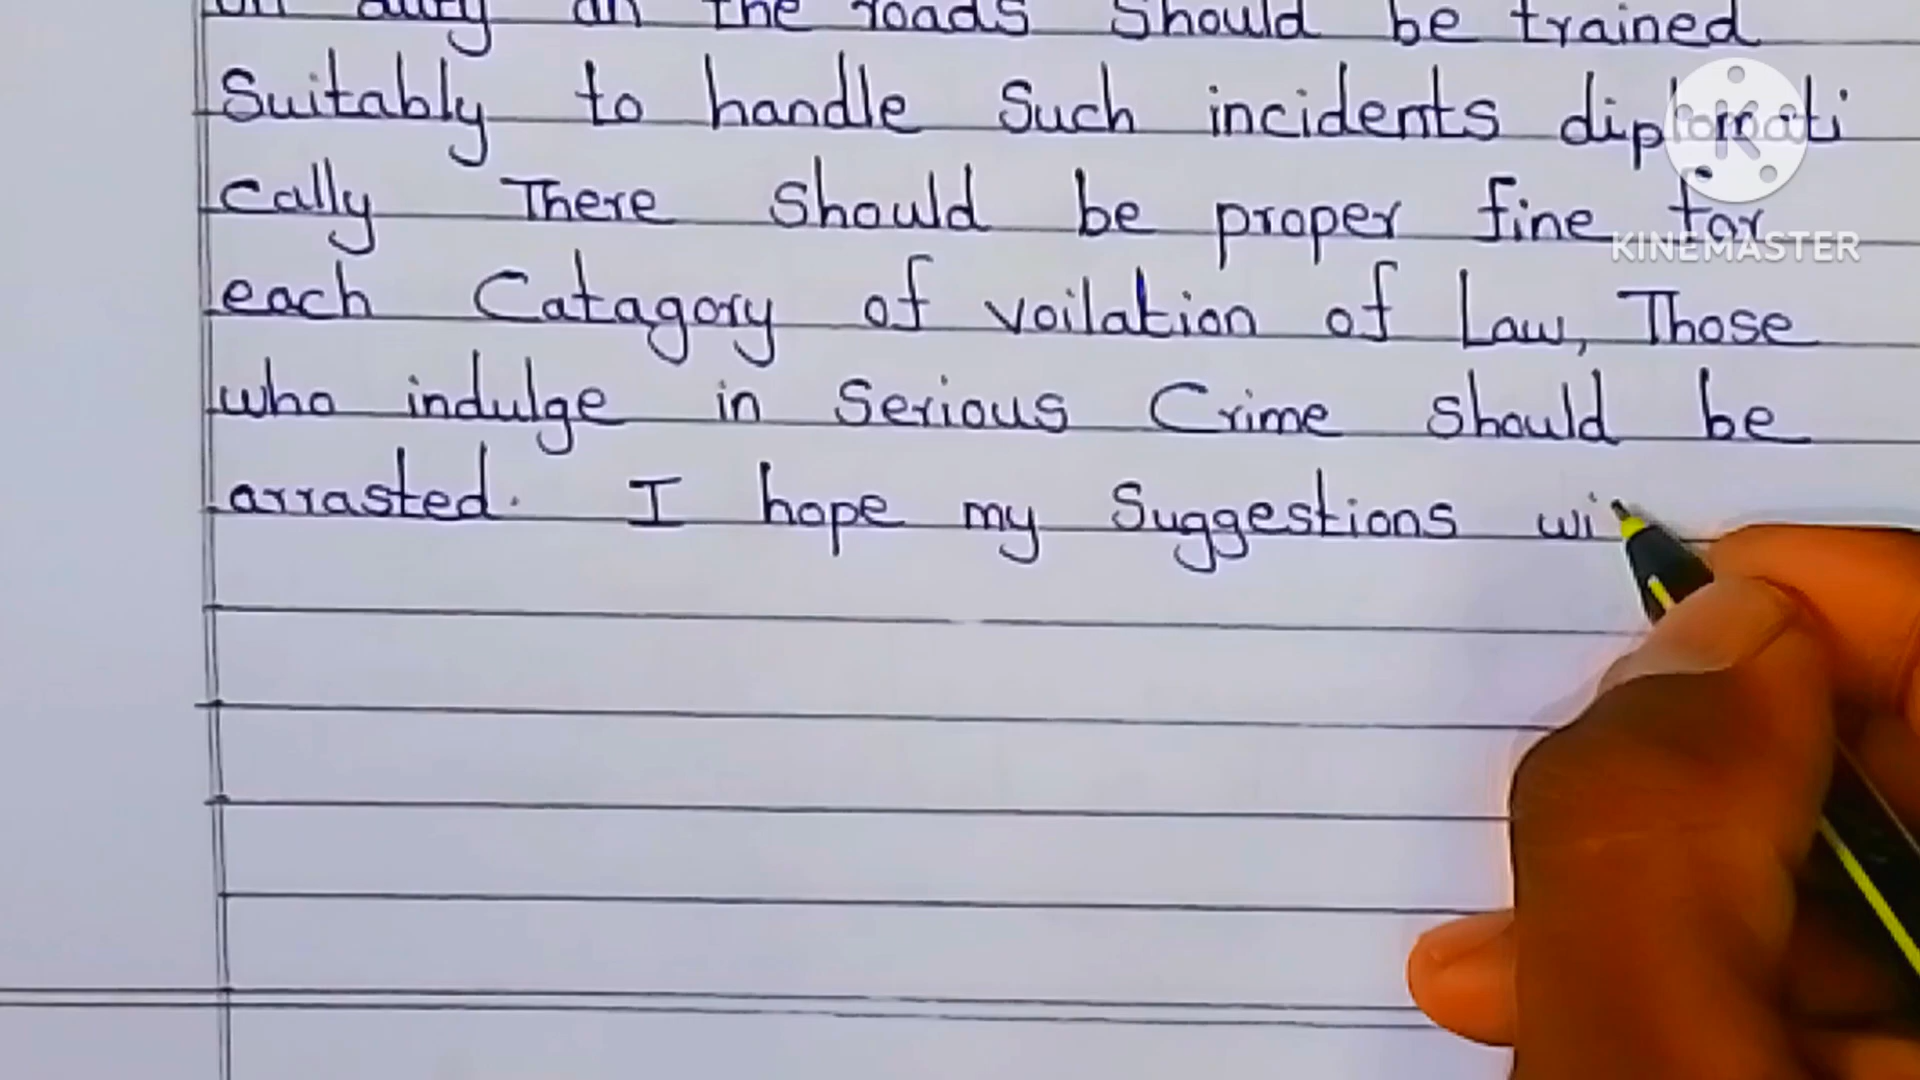 on duty on the roads should be trained
Suitably to handle Such incidents diplomati
cally There should be proper fine for
KINEMASTER
each Catagory of voilation of Law, Those
who indulge in Serious Crime should be
arrasted. I hope my Suggestions wi